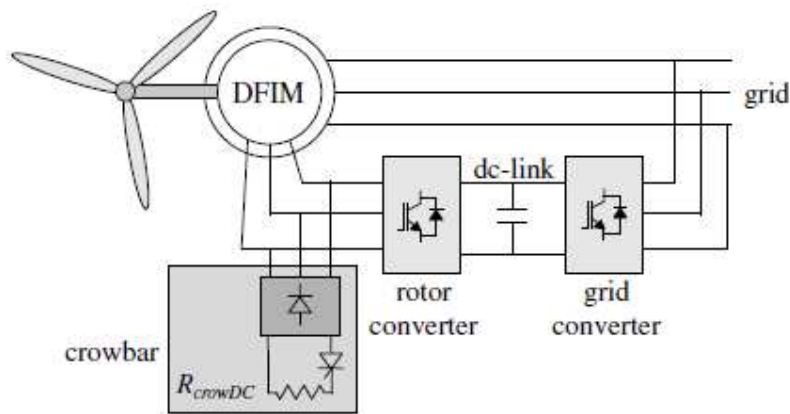 DFIM
grid
dc-link
rotor
converter
grid
converter
crowbar
R_crowDC